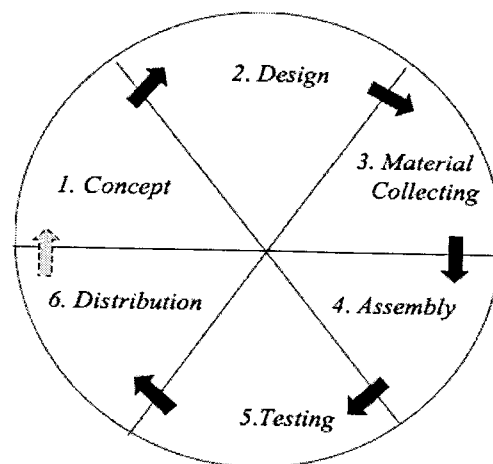 1. Concept
2. Design
3. Material
Collecting
4. Assembly
5.Testing
6. Distribution